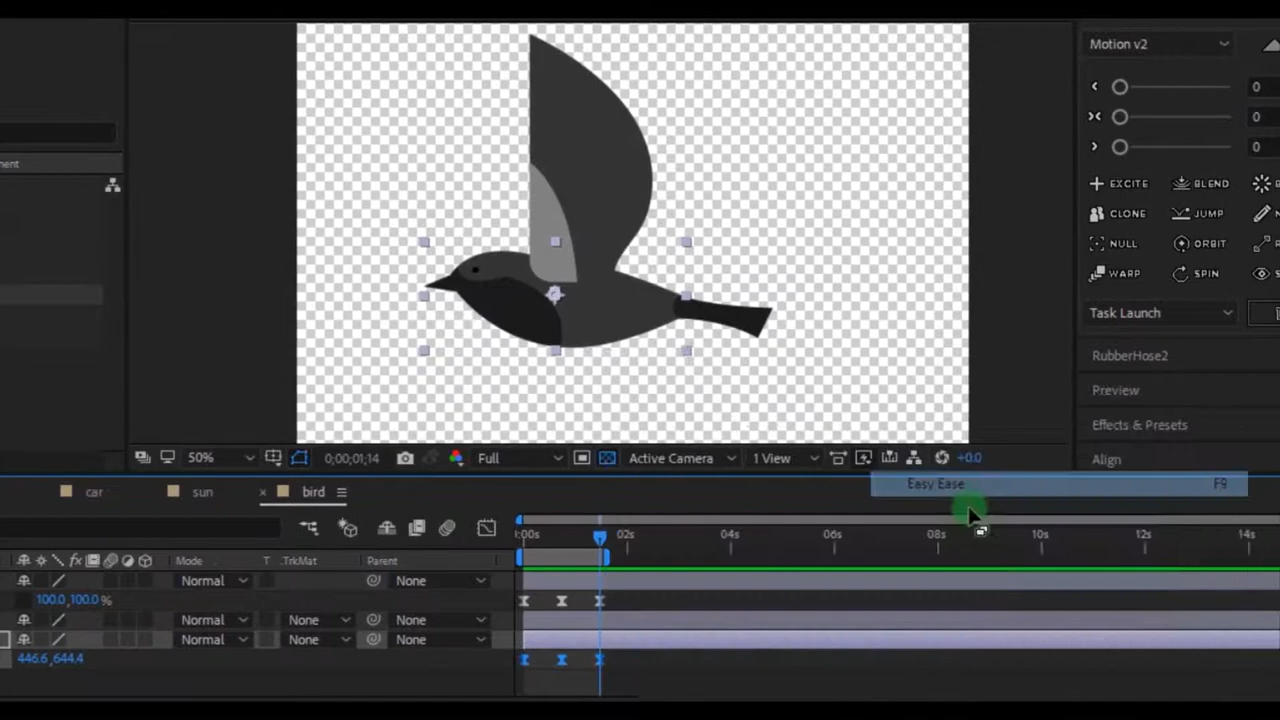 Motion v2
0
0
0
ment
EXCITE BLEND
CLONE JUMP
NULL ORBIT
WARP SPIN
Task Launch
RubberHose2
Preview
Effects & Presets
Align
50% 0;00;01;14 Full Active Camera 1 View +0.0
Easy Ease F9
car sun × bird
:00s 02s 04s 06s 08s 10s 12s 14s
fx Mode T .TrkMat Parent
Normal None
100.0,100.0 %
Normal None None
Normal None None
446.6,644.4